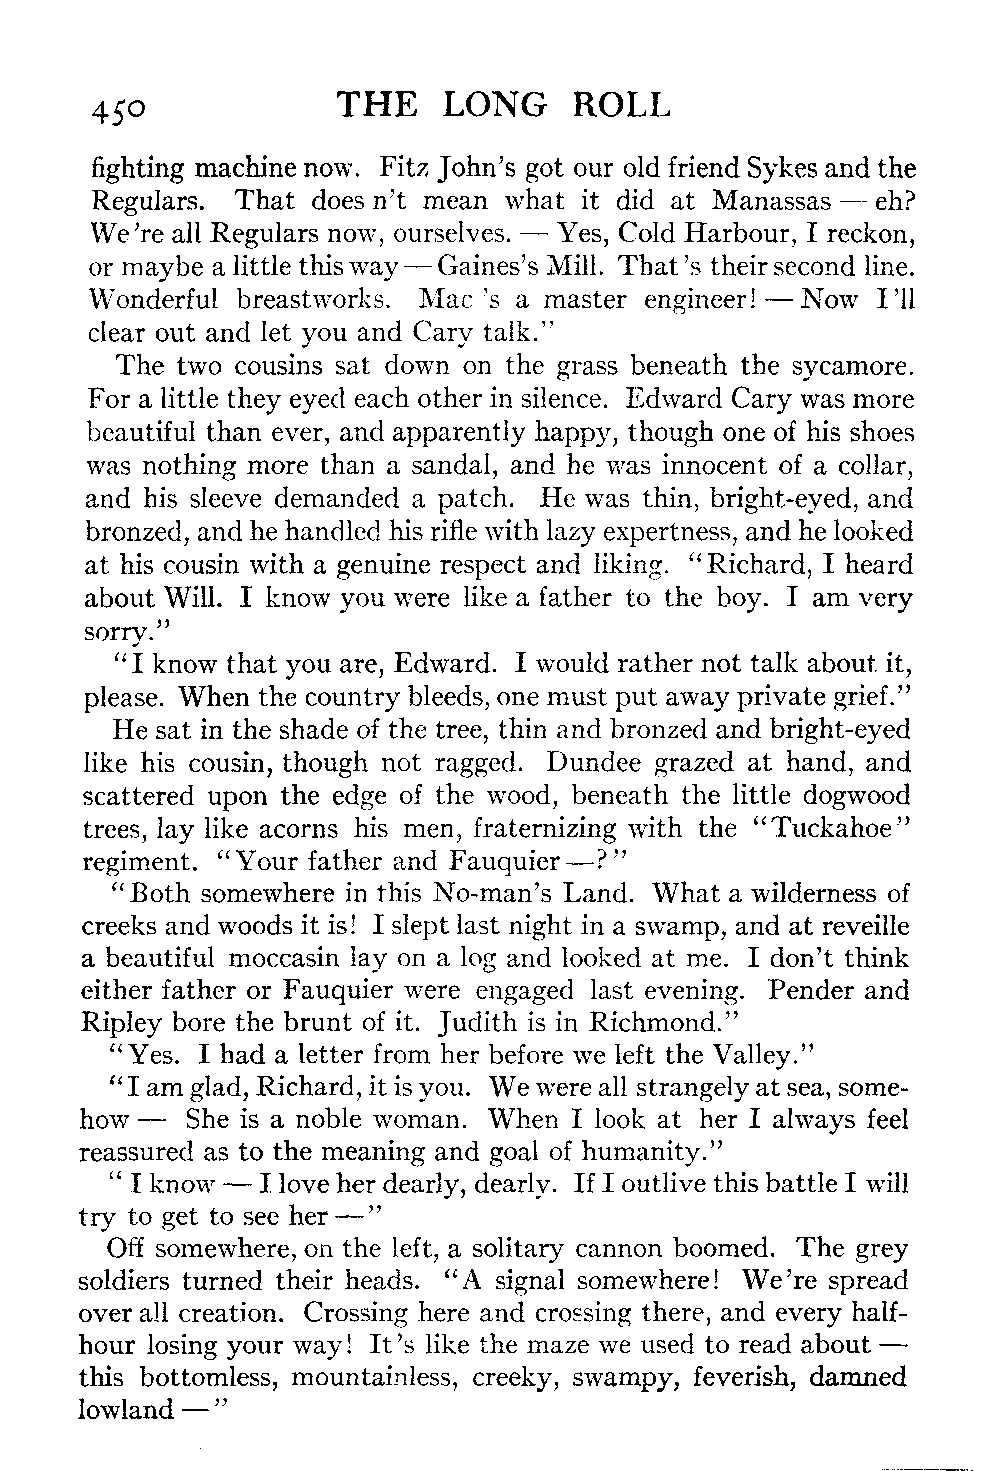 450 THE LONG ROLL
fighting machine now. Fitz John's got our old friend Sykes and the
Regulars. That does n't mean what it did at Manassas — eh?
We 're all Regulars now, ourselves. — Yes, Cold Harbour, I reckon,
or maybe a little this way — Gaines's Mill. That 's their second line.
Wonderful breastworks. Mac 's a master engineer! — Now I 'll
clear out and let you and Cary talk."
The two cousins sat down on the grass beneath the sycamore.
For a little they eyed each other in silence. Edward Cary was more
beautiful than ever, and apparently happy, though one of his shoes
was nothing more than a sandal, and he was innocent of a collar,
and his sleeve demanded a patch. He was thin, bright-eyed, and
bronzed, and he handled his rifle with lazy expertness, and he looked
at his cousin with a genuine respect and liking. "Richard, I heard
about Will. I know you were like a father to the boy. I am very
sorry."
"I know that you are, Edward. I would rather not talk about it,
please. When the country bleeds, one must put away private grief."
He sat in the shade of the tree, thin and bronzed and bright-eyed
like his cousin, though not ragged. Dundee grazed at hand, and
scattered upon the edge of the wood, beneath the little dogwood
trees, lay like acorns his men, fraternizing with the "Tuckahoe"
regiment. "Your father and Fauquier —?"
"Both somewhere in this No-man's Land. What a wilderness of
creeks and woods it is! I slept last night in a swamp, and at reveille
a beautiful moccasin lay on a log and looked at me. I don't think
either father or Fauquier were engaged last evening. Pender and
Ripley bore the brunt of it. Judith is in Richmond."
"Yes. I had a letter from her before we left the Valley."
"I am glad, Richard, it is you. We were all strangely at sea, some-
how — She is a noble woman. When I look at her I always feel
reassured as to the meaning and goal of humanity."
"I know — I love her dearly, dearly. If I outlive this battle I will
try to get to see her —"
Off somewhere, on the left, a solitary cannon boomed. The grey
soldiers turned their heads. "A signal somewhere! We 're spread
over all creation. Crossing here and crossing there, and every half-
hour losing your way! It 's like the maze we used to read about —
this bottomless, mountainless, creeky, swampy, feverish, damned
lowland —"